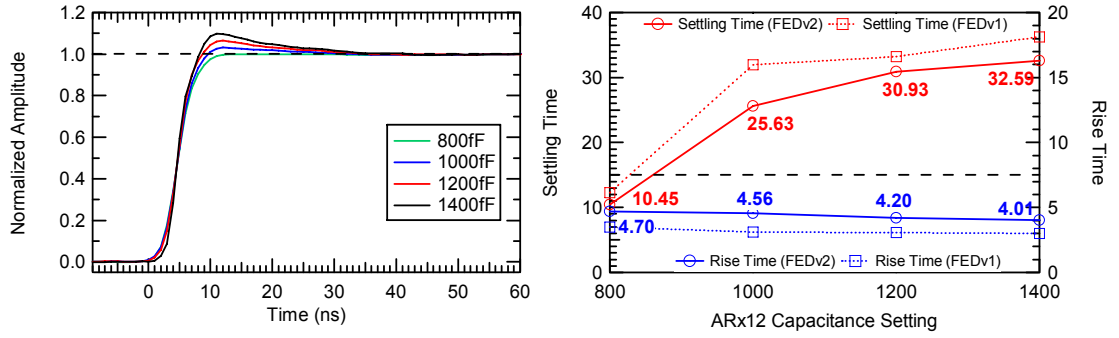 Normalized Amplitude
1.2
1.0
0.8
0.6
0.4
0.2
0.0
800fF
1000fF
1200fF
1400fF
0 10 20 30 40 50 60
Time (ns)
Settling Time
40
30
20
10
0
Settling Time (FEDv2) Settling Time (FEDv1)
10.45
25.63
30.93
32.59
4.70
4.56
4.20
4.01
Rise Time (FEDv2) Rise Time (FEDv1)
800 1000 1200 1400
ARx12 Capacitance Setting
20
15
10
5
0
Rise Time